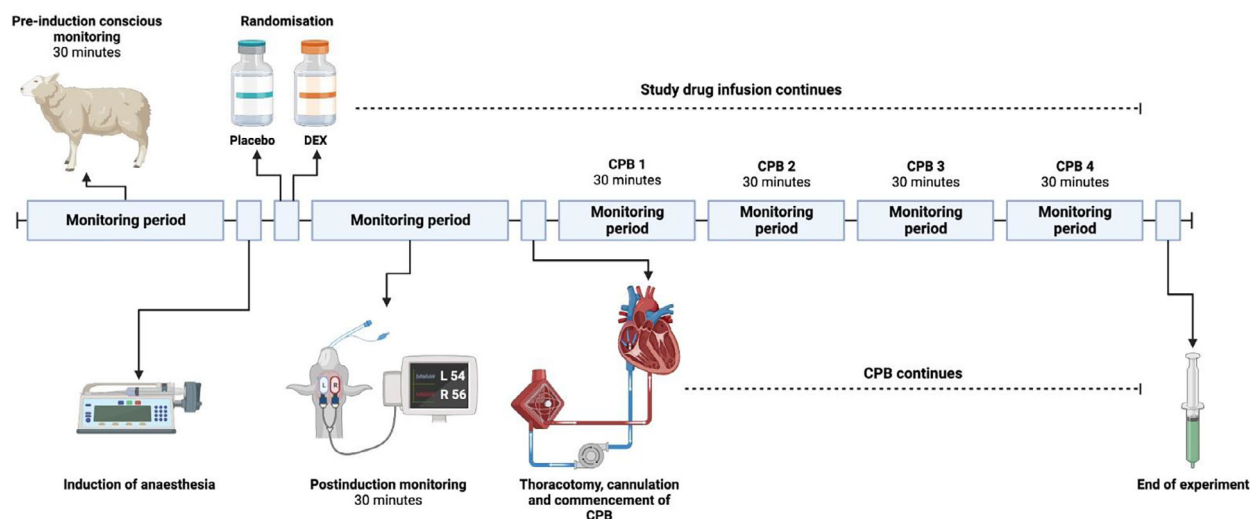 Pre-induction conscious
monitoring
30 minutes
Randomisation
Placebo
DEX
Study drug infusion continues
CPB 1
30 minutes
CPB 2
30 minutes
CPB 3
30 minutes
CPB 4
30 minutes
Monitoring period
Monitoring period
Monitoring
period
Monitoring
period
Monitoring
period
Monitoring
period
L
R
L 54
R 56
CPB continues
Induction of anaesthesia
Postinduction monitoring
30 minutes
Thoracotomy, cannulation
and commencement of
CPB
End of experiment